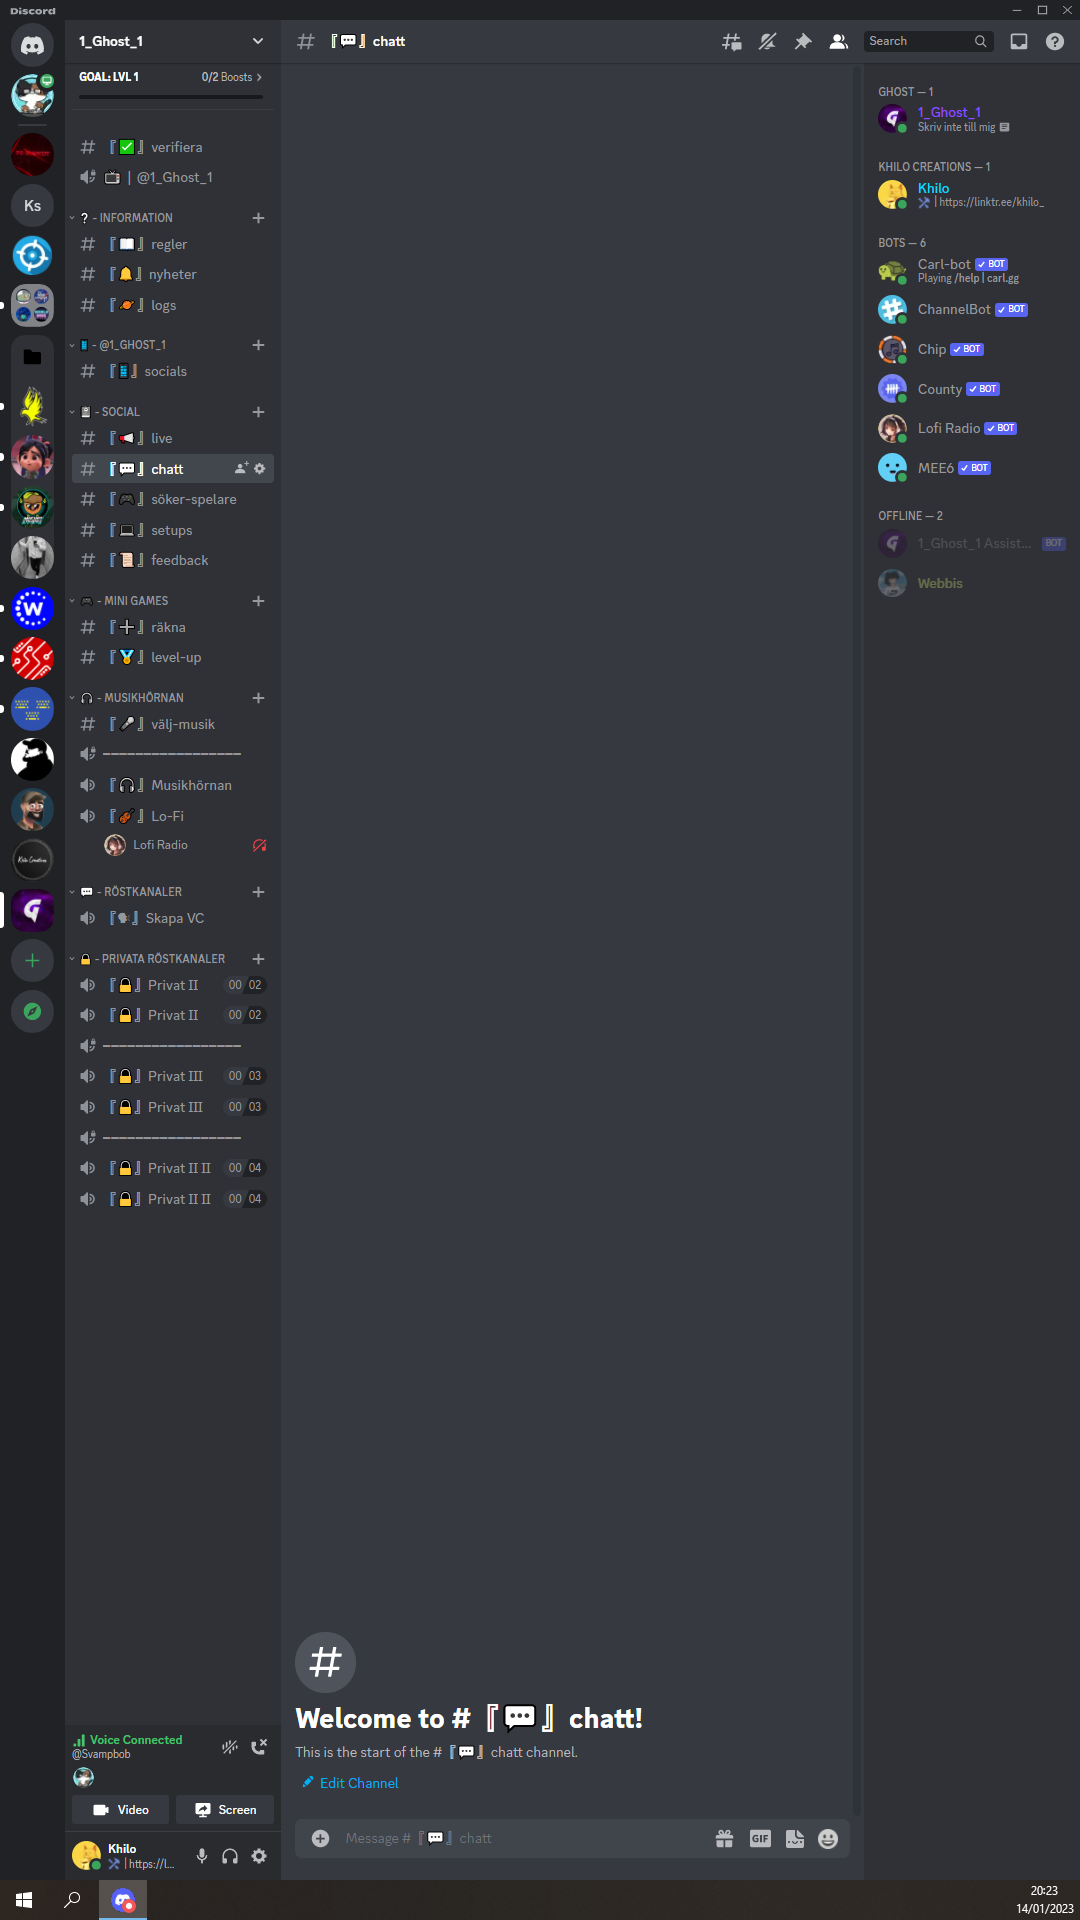 Discord
1_Ghost_1
GOAL: LVL 1 0/2 Boosts
『✅』verifiera
📺 | @1_Ghost_1
❔ - INFORMATION
『📖』regler
『🔔』nyheter
『🪐』logs
📱 - @1_GHOST_1
『📱』socials
- SOCIAL
『📢』live
『💬』chatt
『🎮』söker-spelare
『💻』setups
『📜』feedback
🎮 - MINI GAMES
『➕』räkna
『🏅』level-up
🎧 - MUSIKHÖRNAN
『🎤』välj-musik
-----------------
『🎧』Musikhörnan
『🎻』Lo-Fi
Lofi Radio
💬 - RÖSTKANALER
『🗣』Skapa VC
🔒 - PRIVATA RÖSTKANALER
『🔒』Privat II 00 02
『🔒』Privat II 00 02
-----------------
『🔒』Privat III 00 03
『🔒』Privat III 00 03
-----------------
『🔒』Privat II II 00 04
『🔒』Privat II II 00 04
Voice Connected
@Svampbob
Video Screen
Khilo
🛠 | https://l...
Ks
W
# 『💬』chatt
Search
Welcome to # 『💬』 chatt!
This is the start of the # 『💬』 chatt channel.
Edit Channel
Message # 『💬』 chatt
GIF
GHOST — 1
1_Ghost_1
Skriv inte till mig
KHILO CREATIONS — 1
Khilo
🛠 | https://linktr.ee/khilo_
BOTS — 6
Carl-bot ✓ BOT
Playing /help | carl.gg
ChannelBot ✓ BOT
Chip ✓ BOT
County ✓ BOT
Lofi Radio ✓ BOT
MEE6 ✓ BOT
OFFLINE — 2
1_Ghost_1 Assist... BOT
Webbis
20:23
14/01/2023